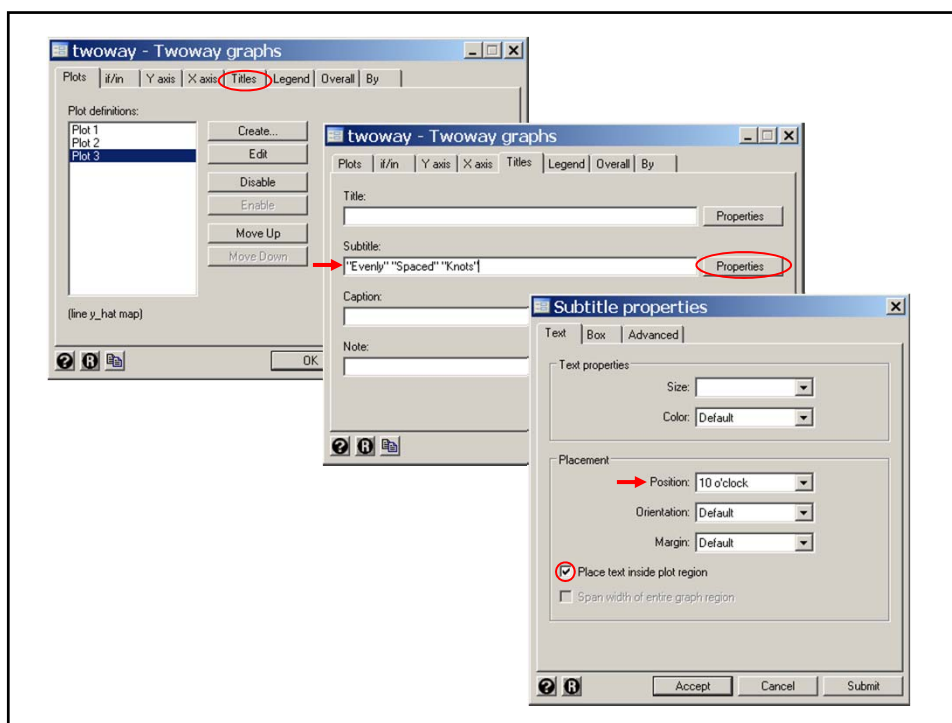 twoway - Twoway graphs
Plots if/in Y axis X axis Titles Legend Overall By
Plot definitions:
Plot 1
Plot 2
Plot 3
Create...
Edit
Disable
Enable
Move Up
Move Down
(line y_hat map)
? R
OK
twoway - Twoway graphs
Plots if/in Y axis X axis Titles Legend Overall By
Title:
Properties
Subtitle:
"Evenly" "Spaced" "Knots"
Properties
Caption:
Note:
? R
Subtitle properties
Text Box Advanced
Text properties
Size:
Color: Default
Placement
Position: 10 o'clock
Orientation: Default
Margin: Default
Place text inside plot region
Span width of entire graph region
? R
Accept Cancel Submit